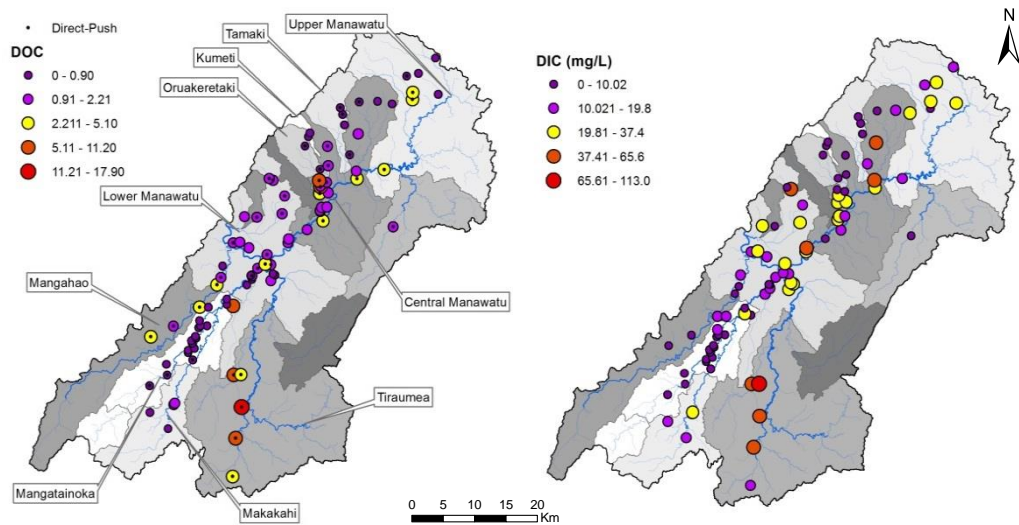 Direct-Push
DOC
0 - 0.90
0.91 - 2.21
2.211 - 5.10
5.11 - 11.20
11.21 - 17.90
Upper Manawatu
Tamaki
Kumeti
Oruakeretaki
Lower Manawatu
Mangahao
Central Manawatu
Tiraumea
Mangatainoka
Makakahi
N
DIC (mg/L)
0 - 10.02
10.021 - 19.8
19.81 - 37.4
37.41 - 65.6
65.61 - 113.0
0 5 10 15 20
Km